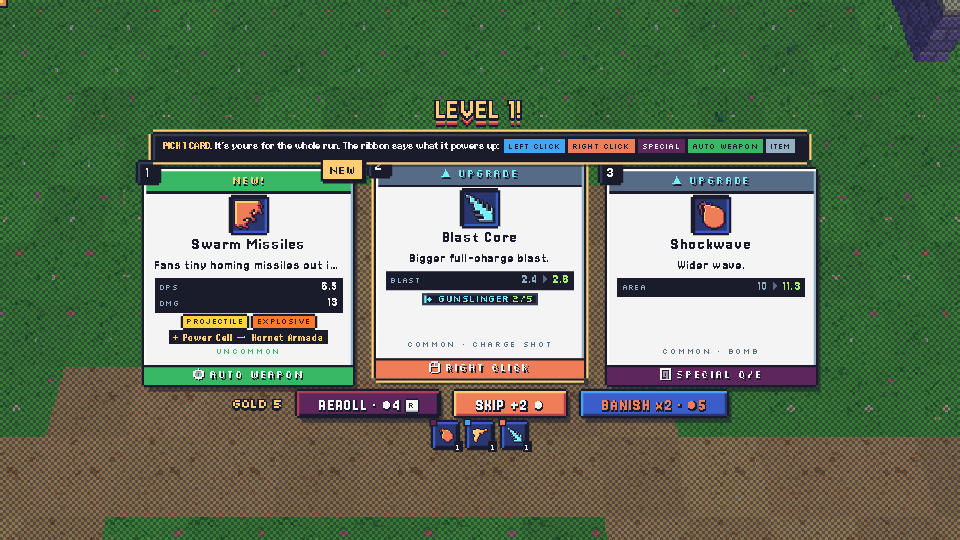 LEVEL 1!
PICK 1 CARD. It's yours for the whole run. The ribbon says what it powers up: LEFT CLICK RIGHT CLICK SPECIAL AUTO WEAPON ITEM
1
NEW!
NEW
Swarm Missiles
Fans tiny homing missiles out i...
DPS 6.5
DMG 13
PROJECTILE EXPLOSIVE
+ Power Cell → Hornet Armada
UNCOMMON
AUTO WEAPON
2
UPGRADE
Blast Core
Bigger full-charge blast.
BLAST 2.4 2.8
GUNSLINGER 2/5
COMMON · CHARGE SHOT
RIGHT CLICK
3
UPGRADE
Shockwave
Wider wave.
AREA 10 11.3
COMMON · BOMB
SPECIAL Q/E
GOLD 5
REROLL · 4 R
SKIP +2
BANISH x2 · 5
1
1
1